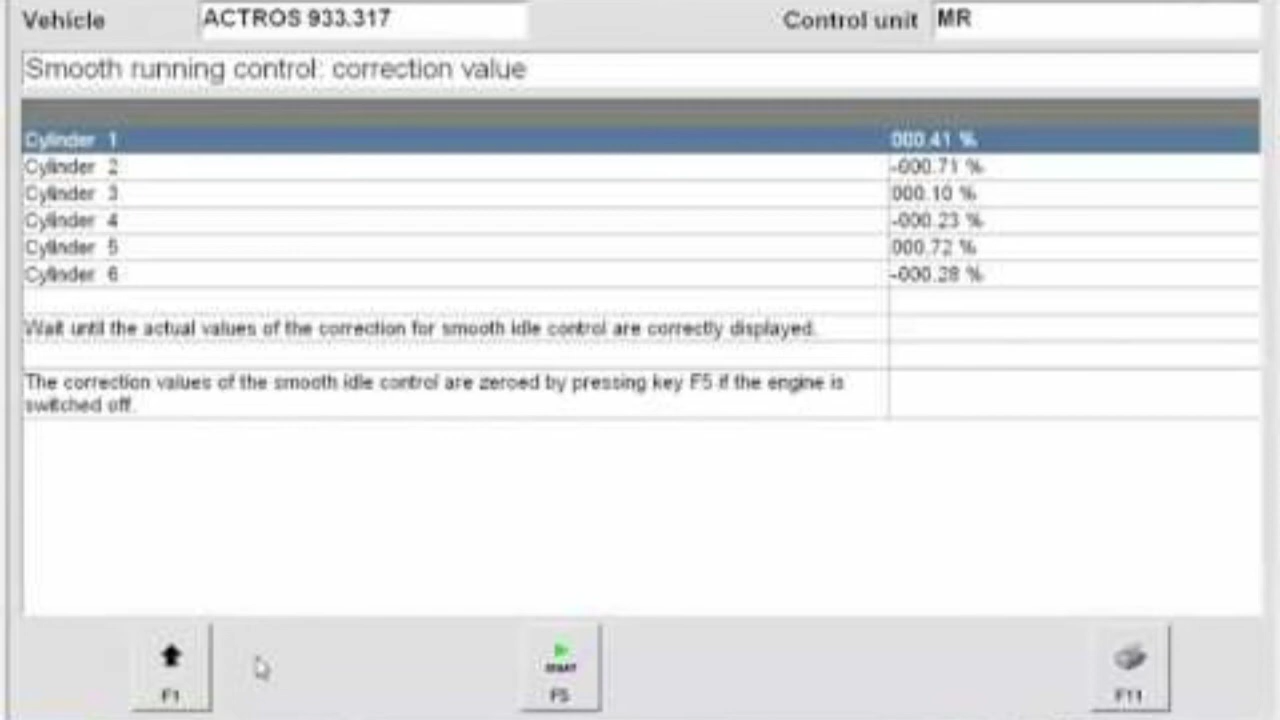 Vehicle ACTROS 933.317 Control unit MR
Smooth running control: correction value
Cylinder 1 000.41 %
Cylinder 2 -000.71 %
Cylinder 3 000.10 %
Cylinder 4 -000.23 %
Cylinder 5 000.72 %
Cylinder 6 -000.28 %
Wait until the actual values of the correction for smooth idle control are correctly displayed.
The correction values of the smooth idle control are zeroed by pressing key F5 if the engine is
switched off.
START
F1 F5 F11